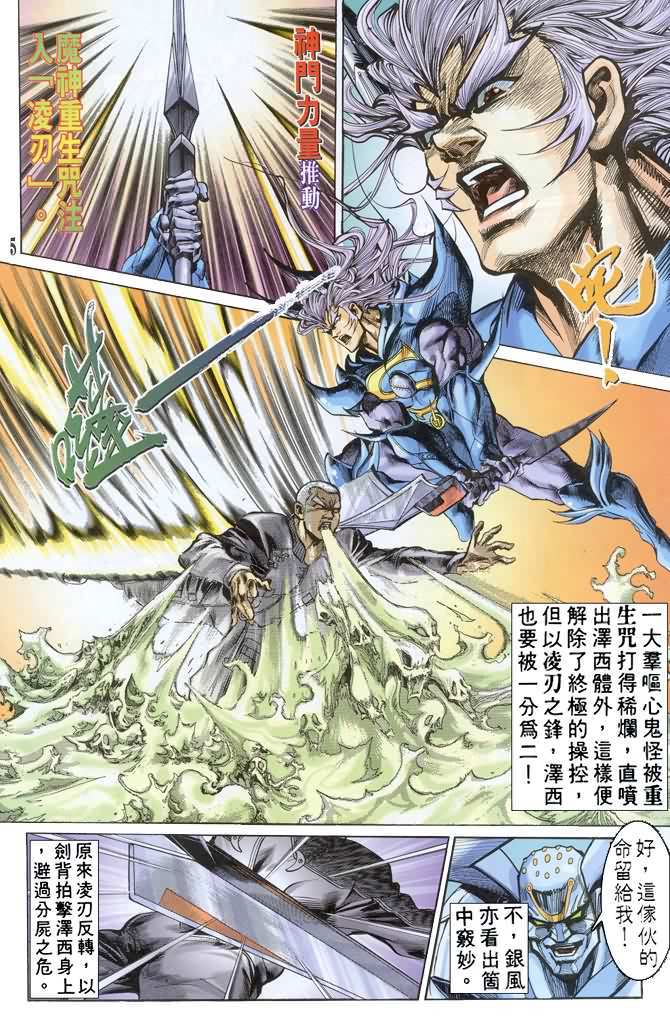 神門力量推動
魔神重生咒注
入「凌刃」。
5
一大羣嘔心鬼怪被重
生咒打得稀爛，直噴
出澤西體外，這樣便
解除了終極的操控，
但以凌刃之鋒，澤西
也要被一分爲二！
好，這傢伙的
命留給我！
不，銀風
亦看出箇
中竅妙。
原來凌刃反轉，以
劍背拍擊澤西身上
，避過分屍之危。